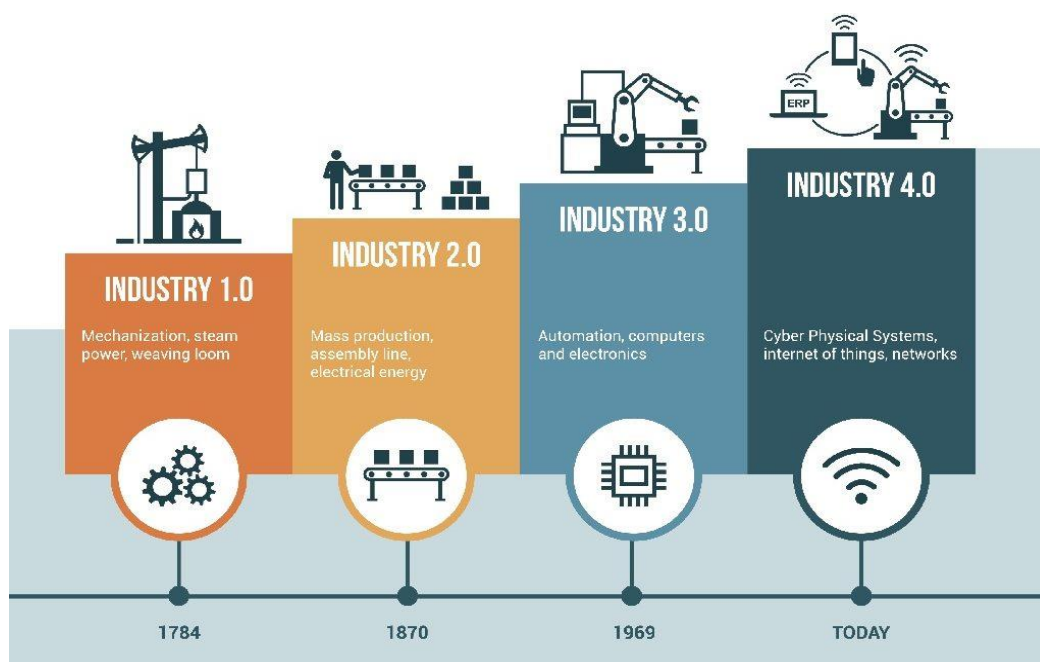 ERP
INDUSTRY 1.0
Mechanization, steam
power, weaving loom
INDUSTRY 2.0
Mass production,
assembly line,
electrical energy
INDUSTRY 3.0
Automation, computers
and electronics
INDUSTRY 4.0
Cyber Physical Systems,
internet of things, networks
1784
1870
1969
TODAY